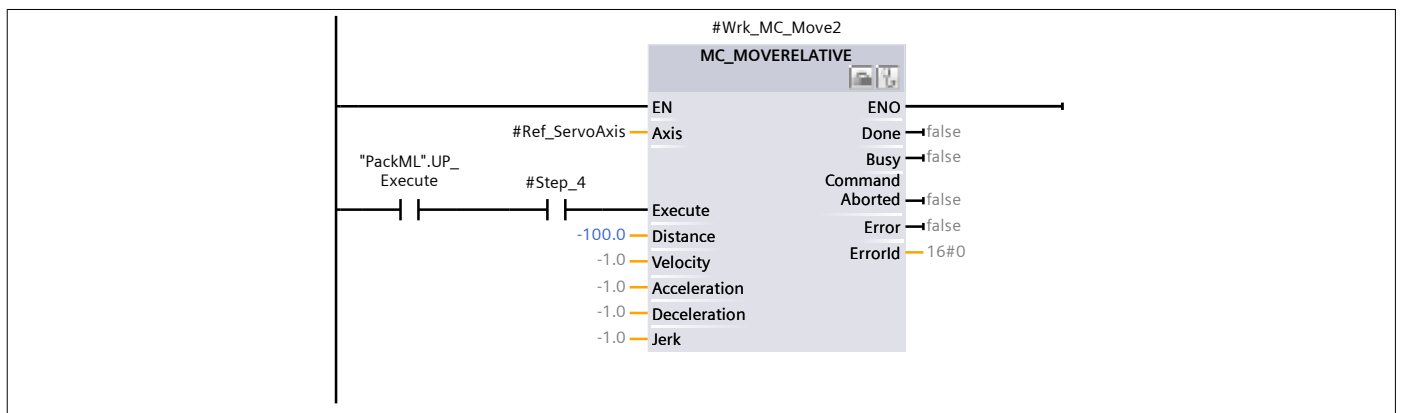 #Wrk_MC_Move2
MC_MOVERELATIVE
EN
ENO
#Ref_ServoAxis
Axis
Done
false
Busy
false
"PackML".UP_
Execute
#Step_4
Command
Aborted
false
Execute
Error
false
-100.0
Distance
ErrorId
16#0
-1.0
Velocity
-1.0
Acceleration
-1.0
Deceleration
-1.0
Jerk